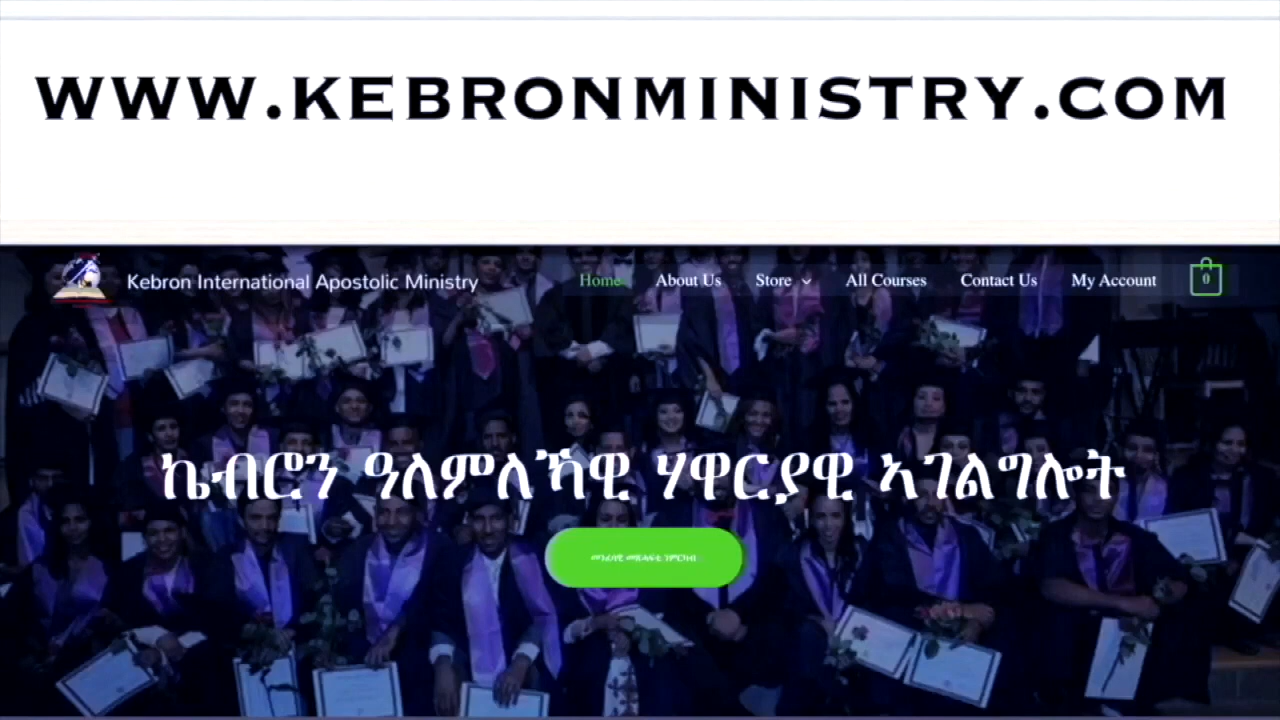 WWW.KEBRONMINISTRY.COM
Kebron International Apostolic Ministry Home About Us Store All Courses Contact Us My Account 0
ኬብሮን ዓለምለኻዊ ሃዋርያዊ ኣገልግሎት